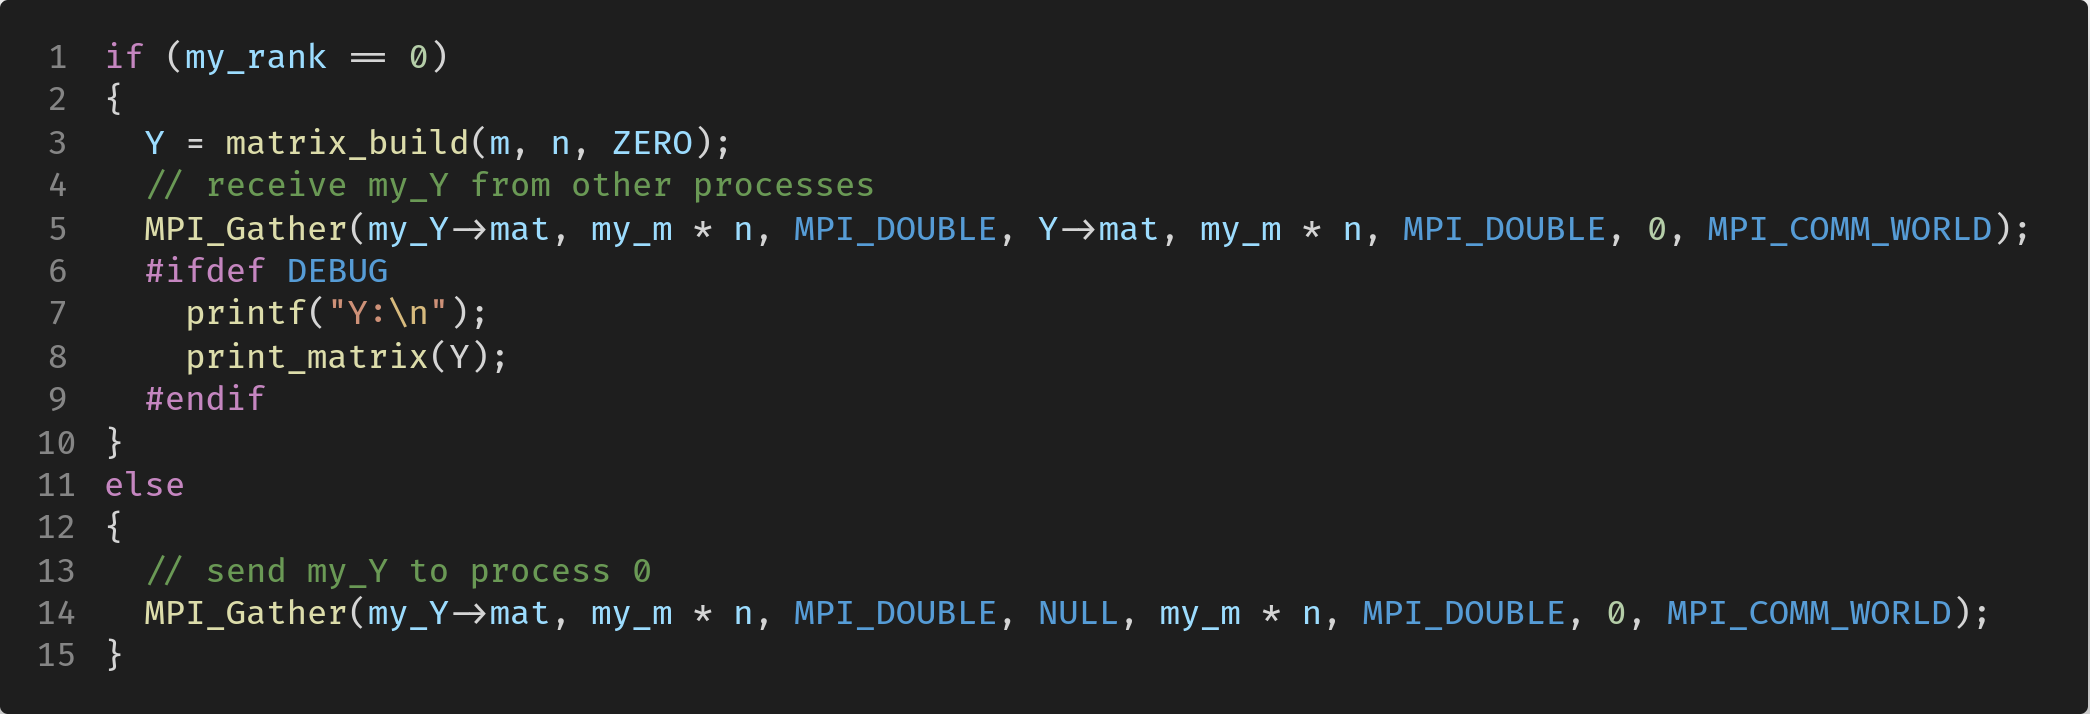 1 if (my_rank == 0)
2 {
3   Y = matrix_build(m, n, ZERO);
4   // receive my_Y from other processes
5   MPI_Gather(my_Y->mat, my_m * n, MPI_DOUBLE, Y->mat, my_m * n, MPI_DOUBLE, 0, MPI_COMM_WORLD);
6   #ifdef DEBUG
7     printf("Y:\n");
8     print_matrix(Y);
9   #endif
10 }
11 else
12 {
13   // send my_Y to process 0
14   MPI_Gather(my_Y->mat, my_m * n, MPI_DOUBLE, NULL, my_m * n, MPI_DOUBLE, 0, MPI_COMM_WORLD);
15 }